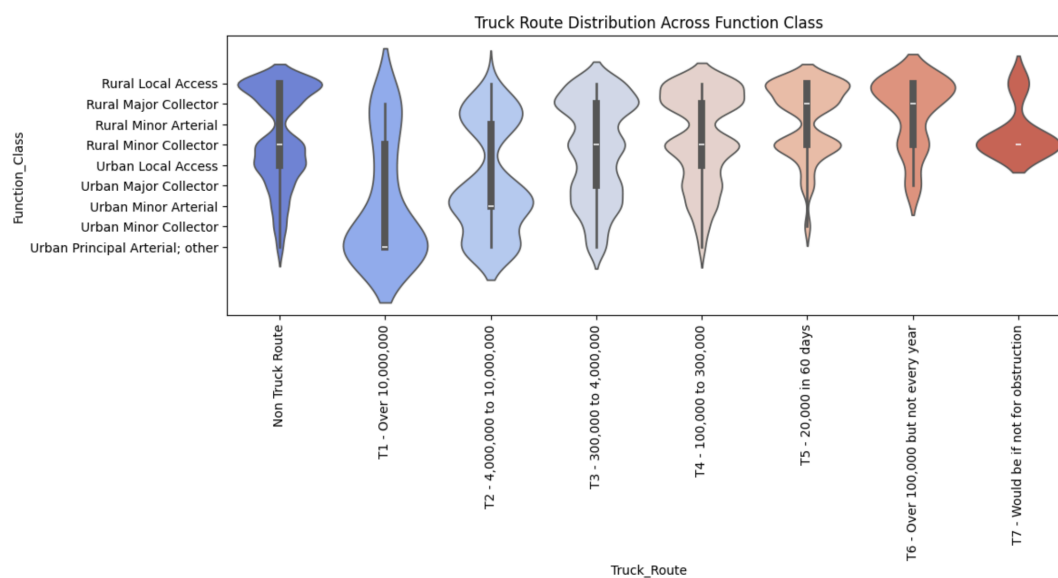 Truck Route Distribution Across Function Class
Function_Class
Rural Local Access
Rural Major Collector
Rural Minor Arterial
Rural Minor Collector
Urban Local Access
Urban Major Collector
Urban Minor Arterial
Urban Minor Collector
Urban Principal Arterial; other
Non Truck Route
T1 - Over 10,000,000
T2 - 4,000,000 to 10,000,000
T3 - 300,000 to 4,000,000
T4 - 100,000 to 300,000
T5 - 20,000 in 60 days
T6 - Over 100,000 but not every year
T7 - Would be if not for obstruction
Truck_Route